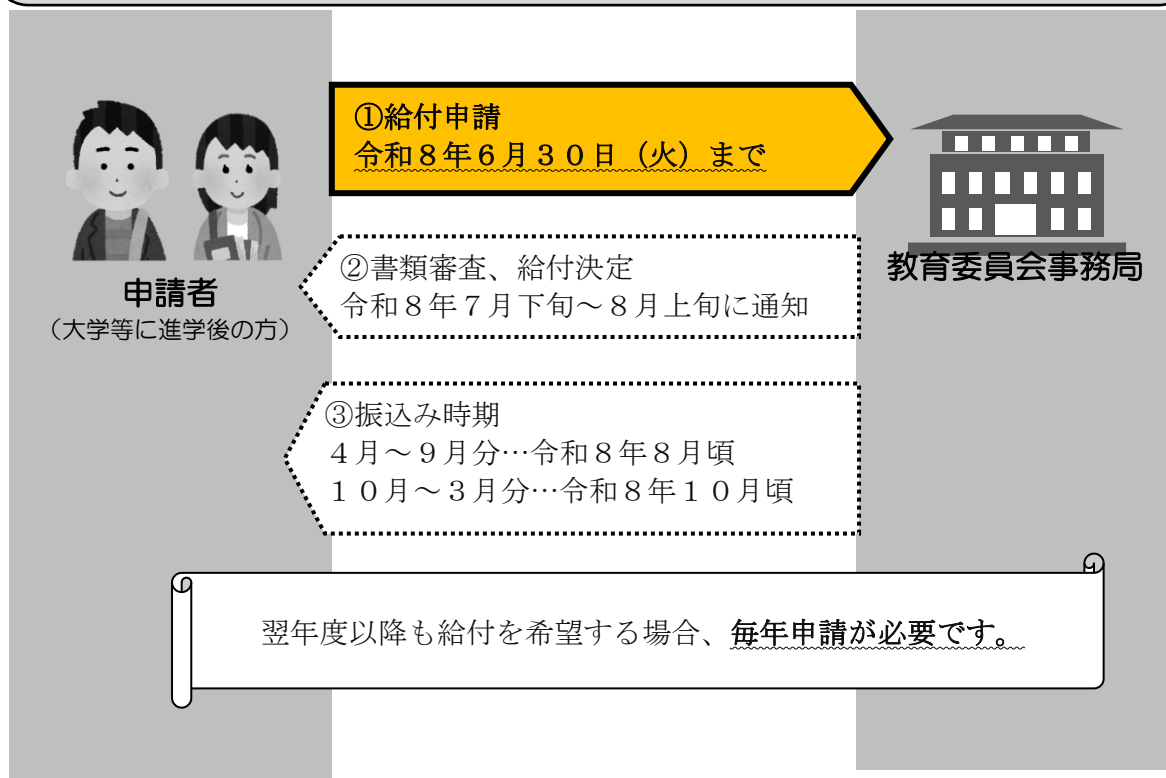 ①給付申請
令和８年６月３０日（火）まで
申請者
（大学等に進学後の方）
教育委員会事務局
②書類審査、給付決定
令和８年７月下旬～８月上旬に通知
③振込み時期
４月～９月分…令和８年８月頃
１０月～３月分…令和８年１０月頃
翌年度以降も給付を希望する場合、毎年申請が必要です。